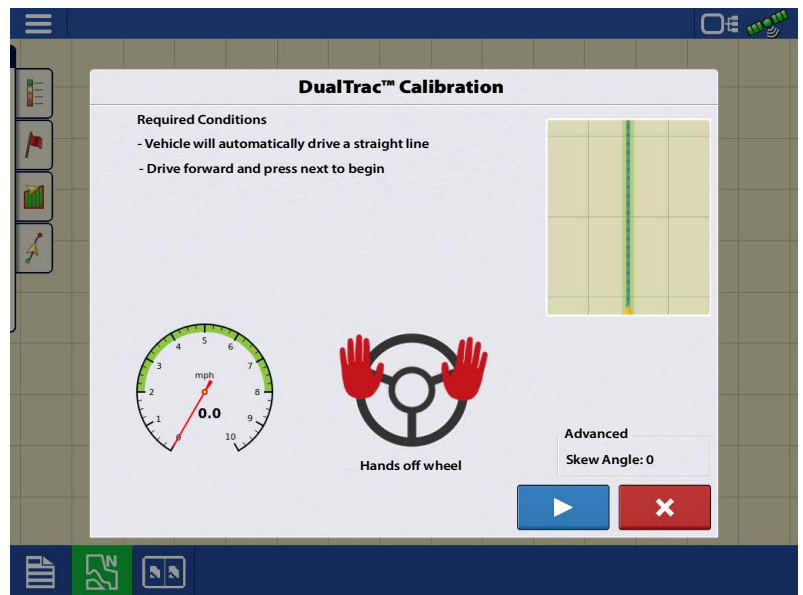 DualTrac™ Calibration
Required Conditions
- Vehicle will automatically drive a straight line
- Drive forward and press next to begin
0
1
2
3
4
5
6
7
8
9
10
mph
0.0
Hands off wheel
Advanced
Skew Angle: 0
N